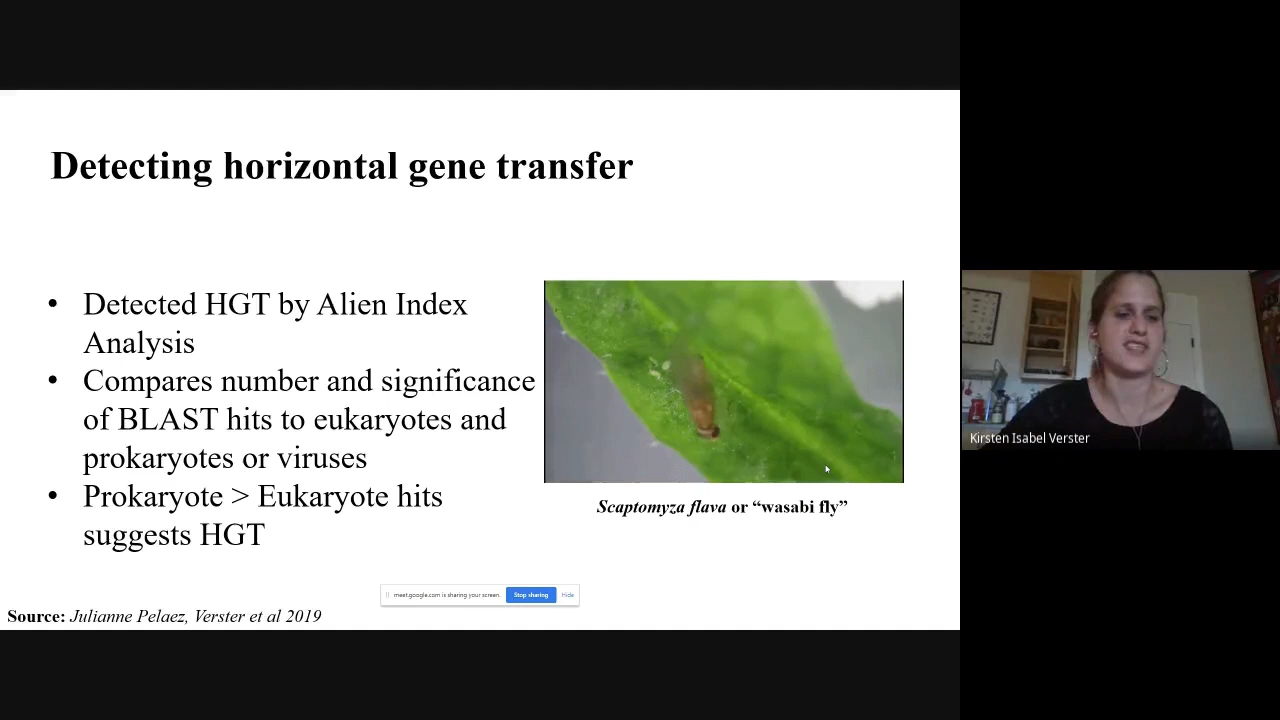 Detecting horizontal gene transfer
• Detected HGT by Alien Index
Analysis
• Compares number and significance
of BLAST hits to eukaryotes and
prokaryotes or viruses
• Prokaryote > Eukaryote hits
suggests HGT
Scaptomyza flava or “wasabi fly”
meet.google.com is sharing your screen.
Stop sharing
Hide
Source: Julianne Pelaez, Verster et al 2019
Kirsten Isabel Verster